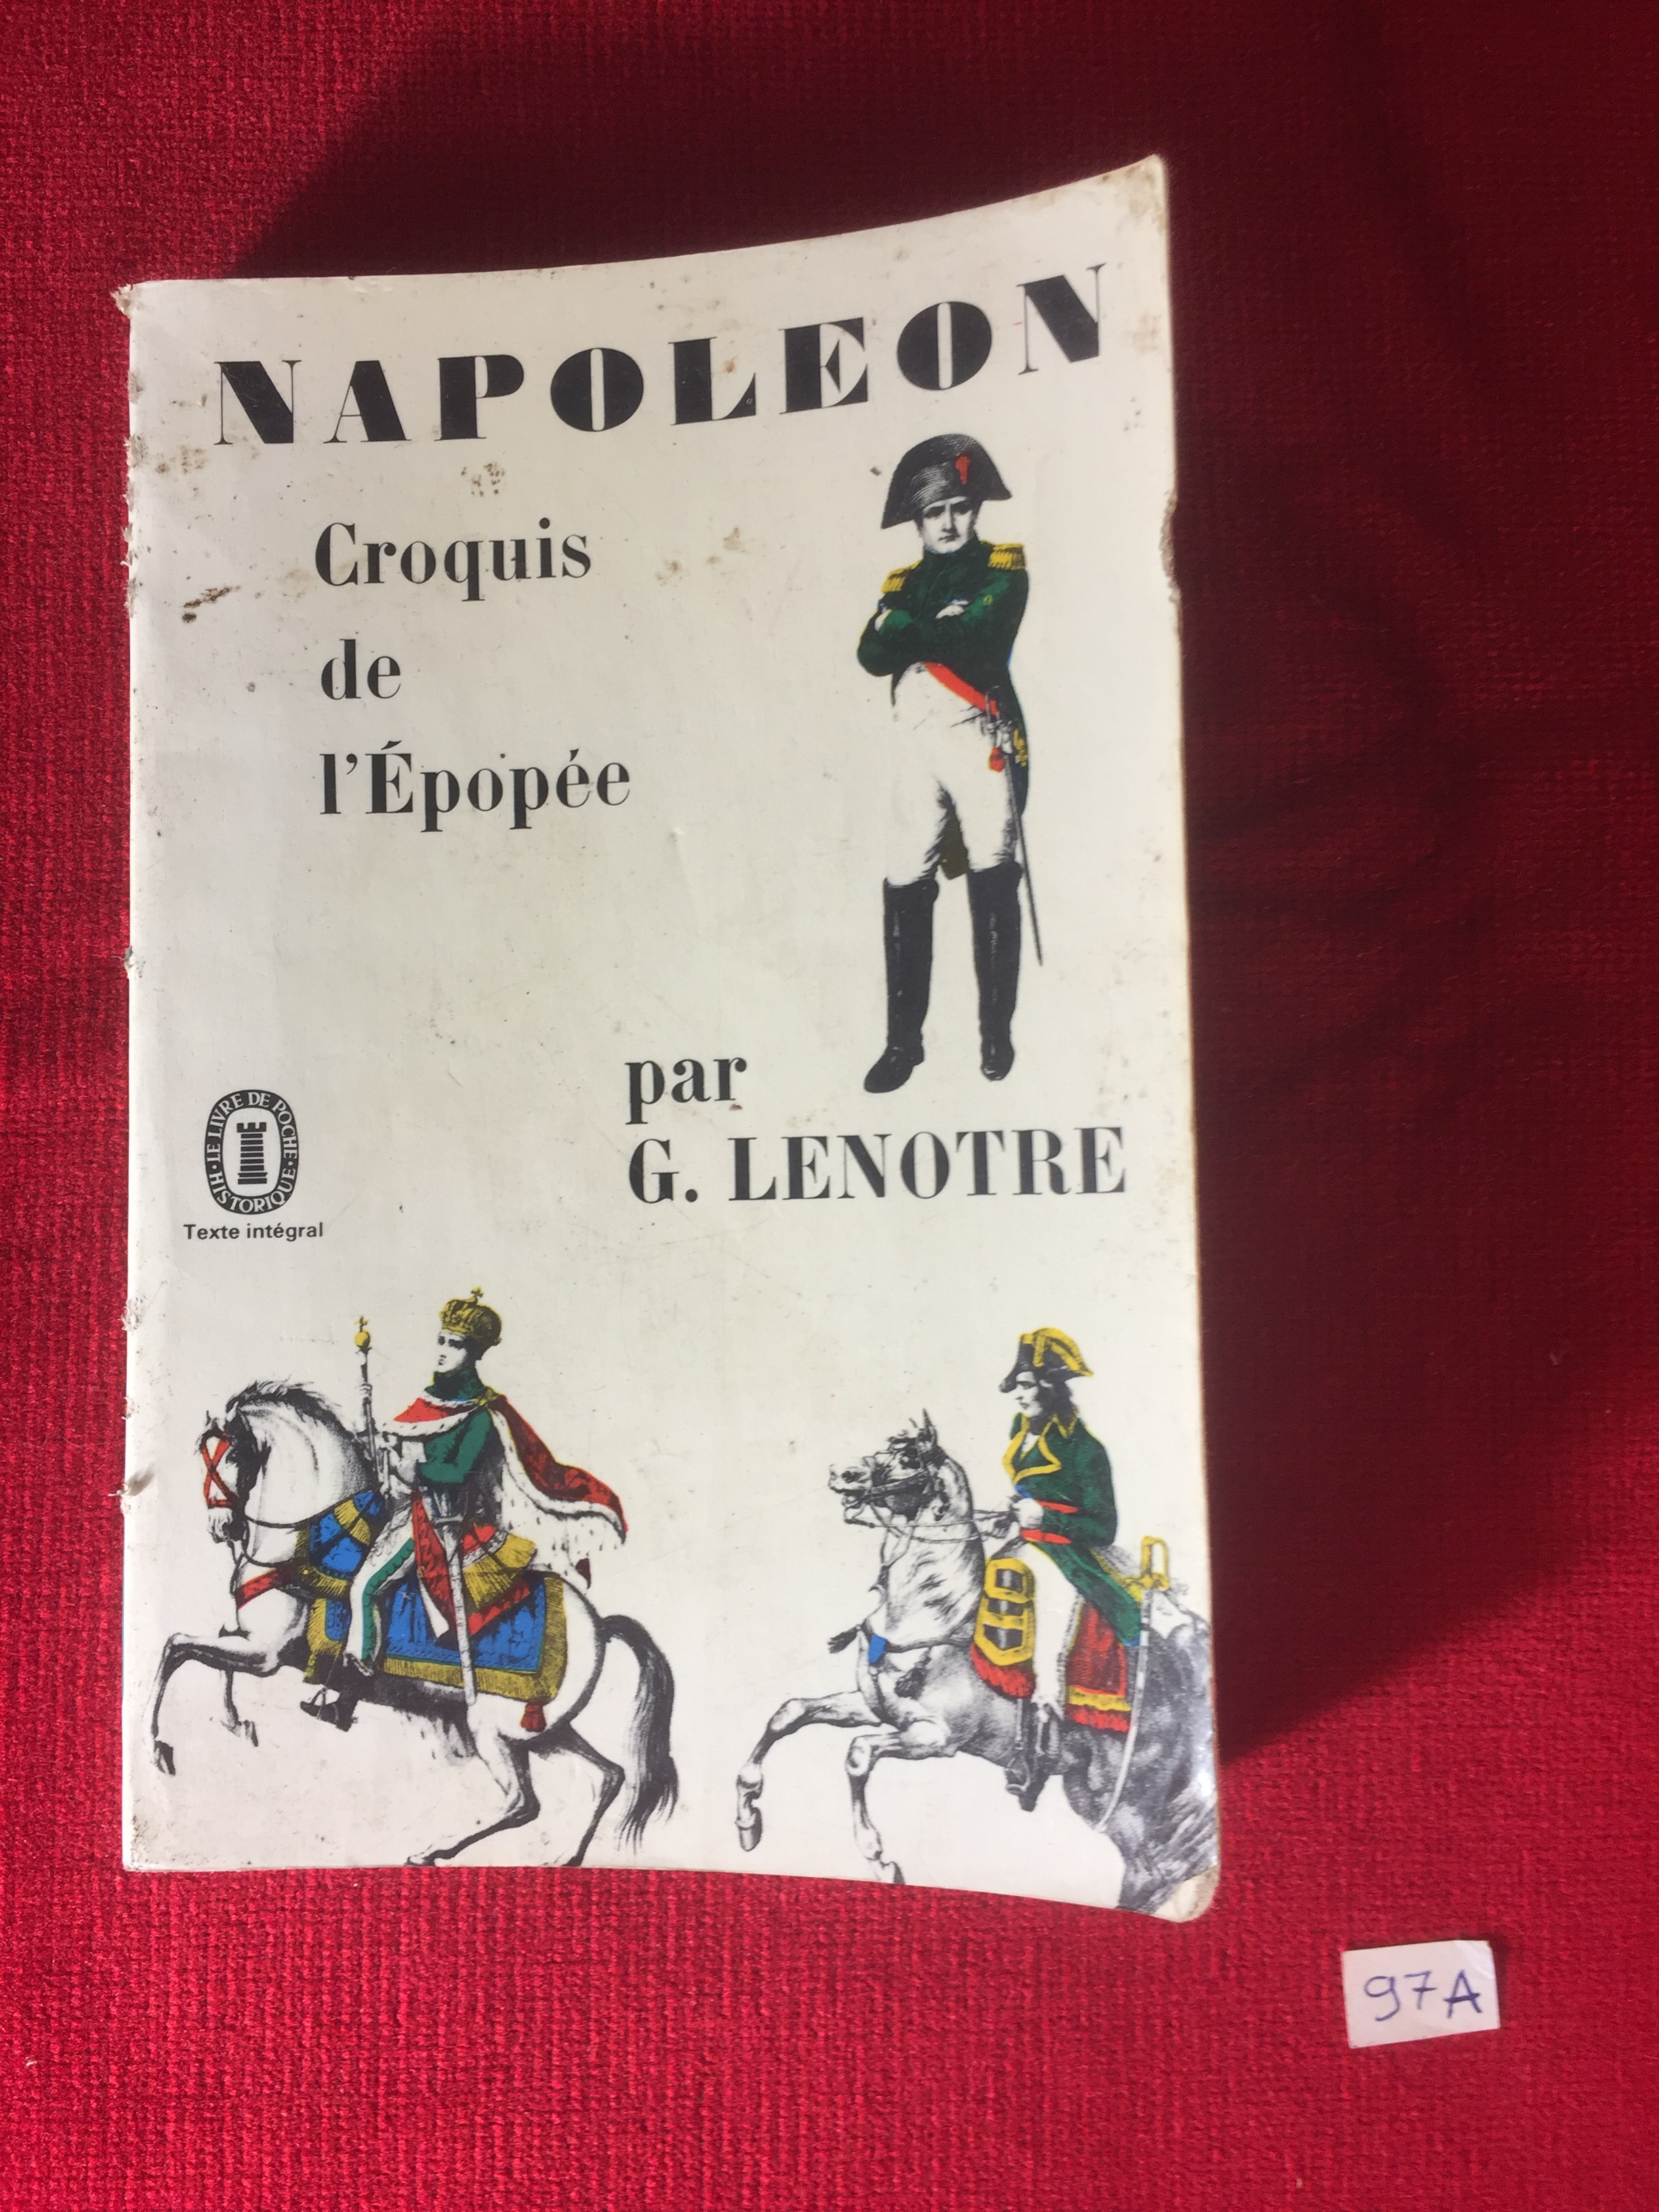 NAPOLEON
Croquis
de
l'Épopée
par
G. LENOTRE
• LE LIVRE DE POCHE •
HISTORIQUE
Texte intégral
97A